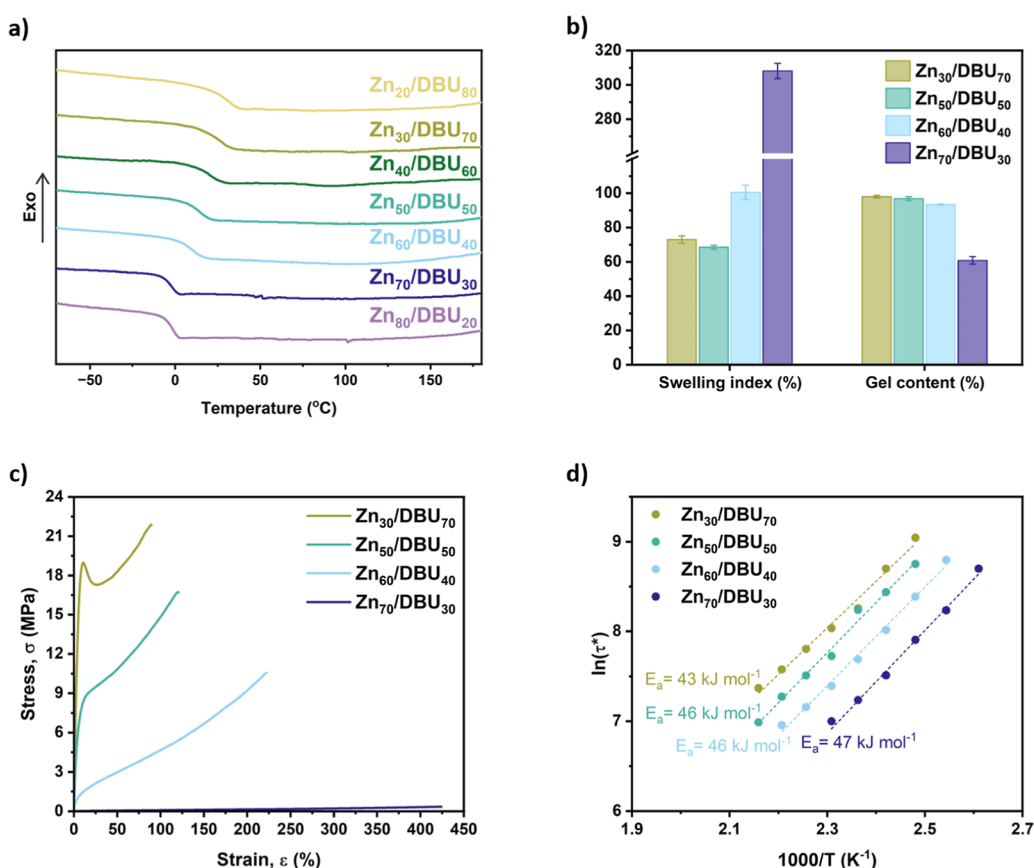 a)
Zn20/DBU80
Zn30/DBU70
Zn40/DBU60
Zn50/DBU50
Zn60/DBU40
Zn70/DBU30
Zn80/DBU20
Exo
−50 0 50 100 150
Temperature (oC)
b)
320
300
280
100
80
60
40
20
0
Zn30/DBU70
Zn50/DBU50
Zn60/DBU40
Zn70/DBU30
Swelling index (%) Gel content (%)
c)
Stress, σ (MPa)
24
21
18
15
12
9
6
3
0
Zn30/DBU70
Zn50/DBU50
Zn60/DBU40
Zn70/DBU30
0 50 100 150 200 250 300 350 400 450
Strain, ε (%)
d)
ln(τ*)
9
8
7
6
Zn30/DBU70
Zn50/DBU50
Zn60/DBU40
Zn70/DBU30
Ea= 43 kJ mol-1
Ea= 46 kJ mol-1
Ea= 46 kJ mol-1
Ea= 47 kJ mol-1
1.9 2.1 2.3 2.5 2.7
1000/T (K-1)